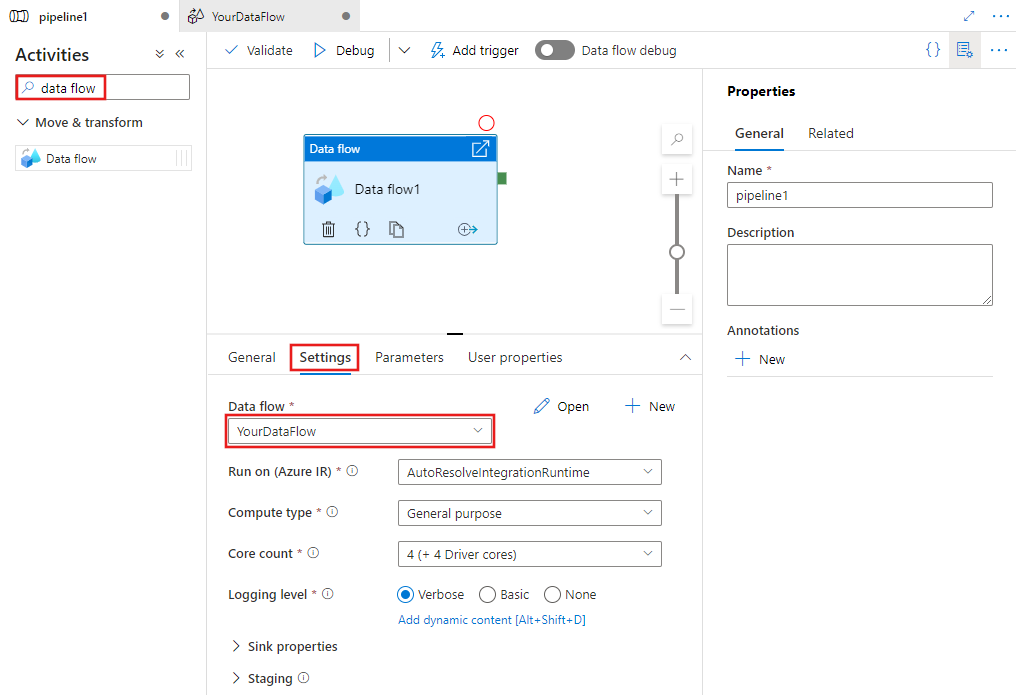 pipeline1
YourDataFlow
Activities
Validate
Debug
Add trigger
Data flow debug
data flow
Move & transform
Data flow
Data flow
Data flow1
Properties
General
Related
Name *
pipeline1
Description
Annotations
New
General
Settings
Parameters
User properties
Data flow *
Open
New
YourDataFlow
Run on (Azure IR) *
AutoResolveIntegrationRuntime
Compute type *
General purpose
Core count *
4 (+ 4 Driver cores)
Logging level *
Verbose
Basic
None
Add dynamic content [Alt+Shift+D]
Sink properties
Staging